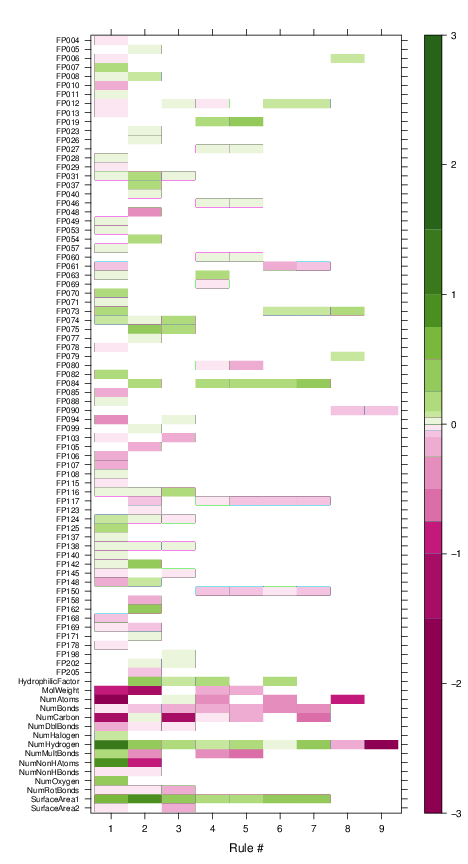 FP004
FP005
FP006
FP007
FP008
FP010
FP011
FP012
FP013
FP019
FP023
FP026
FP027
FP028
FP029
FP031
FP037
FP040
FP046
FP048
FP049
FP053
FP054
FP057
FP060
FP061
FP063
FP069
FP070
FP071
FP073
FP074
FP075
FP077
FP078
FP079
FP080
FP082
FP084
FP085
FP088
FP090
FP094
FP099
FP103
FP105
FP106
FP107
FP108
FP115
FP116
FP117
FP123
FP124
FP125
FP137
FP138
FP140
FP142
FP145
FP148
FP150
FP158
FP162
FP168
FP169
FP171
FP178
FP198
FP202
FP205
HydrophilicFactor
MolWeight
NumAtoms
NumBonds
NumCarbon
NumDblBonds
NumHalogen
NumHydrogen
NumMultBonds
NumNonHAtoms
NumNonHBonds
NumOxygen
NumRotBonds
SurfaceArea1
SurfaceArea2
1 2 3 4 5 6 7 8 9
Rule #
3
2
1
0
−1
−2
−3